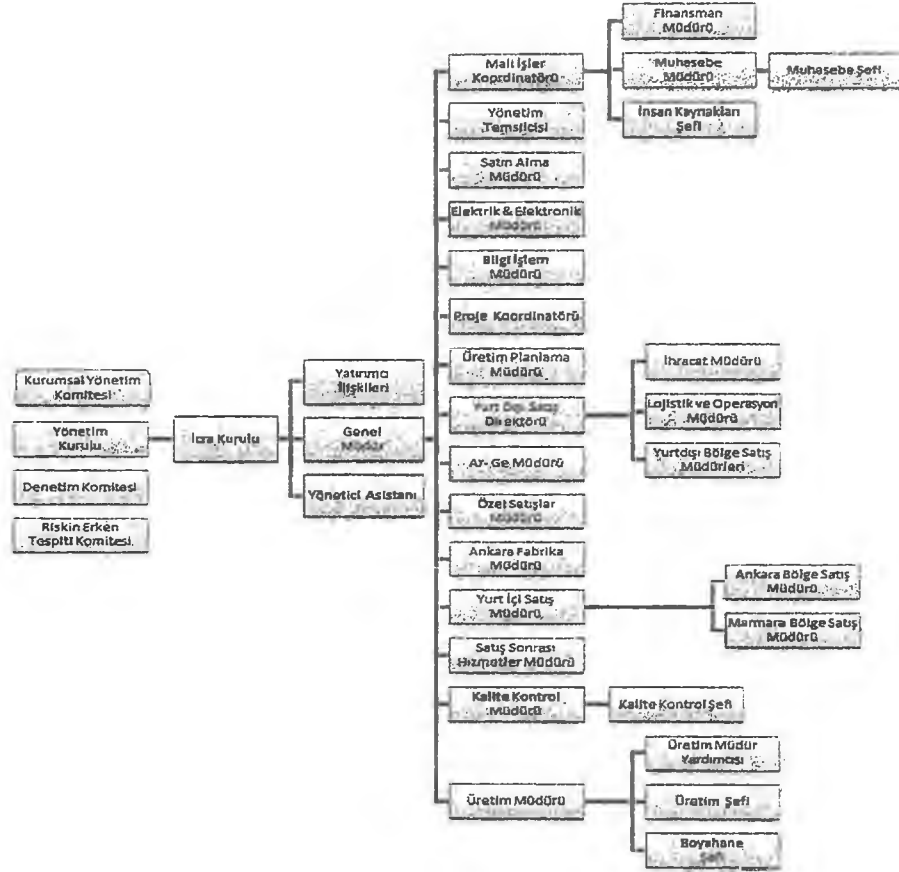 Finansman
Müdürü
Mali İşler
Koordinatörü
Muhasebe
Müdürü
Muhasebe Şefi
İnsan Kaynakları
Şefi
Yönetim
Temsilcisi
Satın Alma
Müdürü
Elektrik & Elektronik
Müdürü
Bilgi İşlem
Müdürü
Proje Koordinatörü
Üretim Planlama
Müdürü
İhracat Müdürü
Yurt Dışı Satış
Direktörü
Lojistik ve Operasyon
Müdürü
Yurtdışı Bölge Satış
Müdürleri
Kurumsal Yönetim
Komitesi
Yönetim
Kurulu
Denetim Komitesi
Riskin Erken
Tespiti Komitesi
İcra Kurulu
Yatırımcı
İlişkileri
Genel
Müdür
Yönetici Asistanı
Ar-Ge Müdürü
Özel Satışlar
Müdürü
Ankara Fabrika
Müdürü
Yurt İçi Satış
Müdürü
Ankara Bölge Satış
Müdürü
Marmara Bölge Satış
Müdürü
Satış Sonrası
Hizmetler Müdürü
Kalite Kontrol
Müdürü
Kalite Kontrol Şefi
Üretim Müdürü
Üretim Müdür
Yardımcısı
Üretim Şefi
Boyahane
Şefi